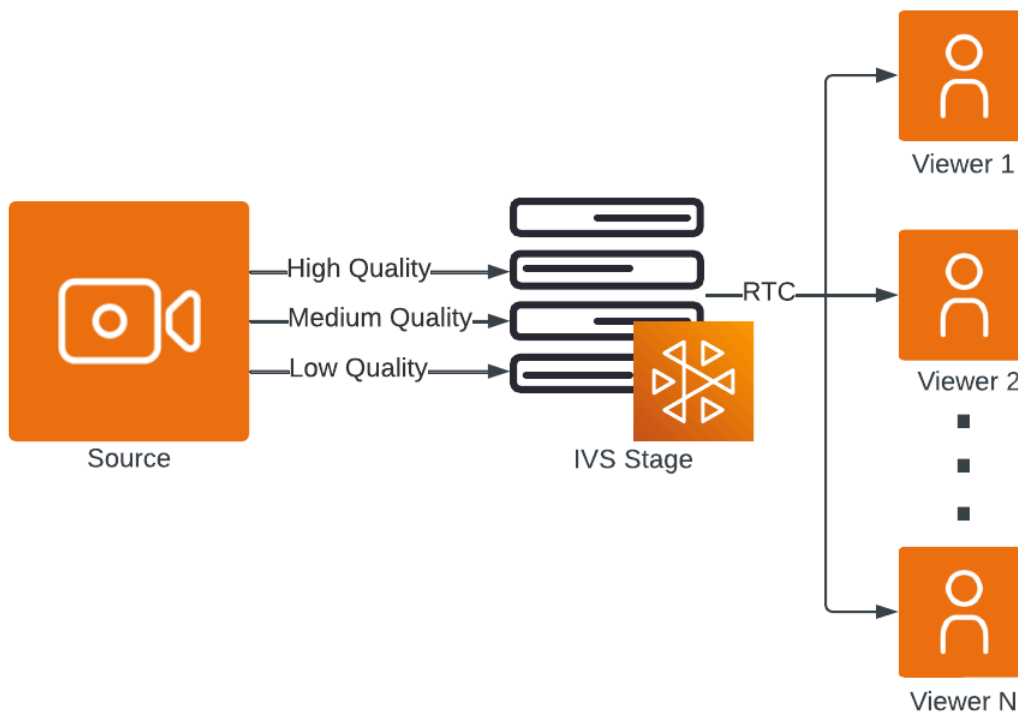 Viewer 1
High Quality
Medium Quality
RTC
Low Quality
Viewer 2
Source
IVS Stage
Viewer N